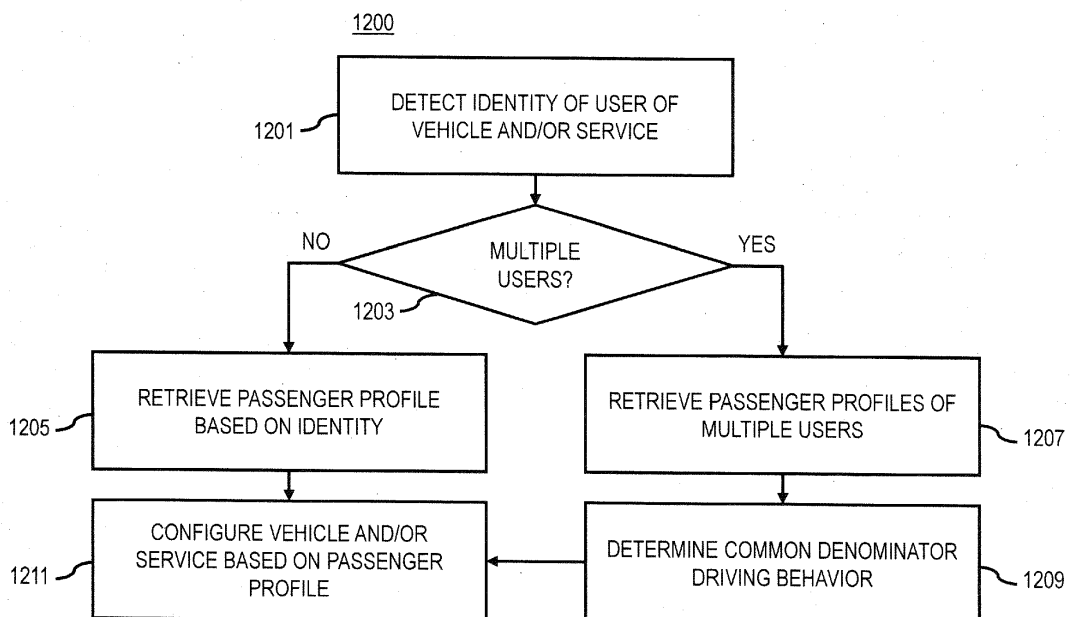 1200
DETECT IDENTITY OF USER OF
VEHICLE AND/OR SERVICE
1201
NO
MULTIPLE
USERS?
YES
1203
RETRIEVE PASSENGER PROFILE
BASED ON IDENTITY
1205
RETRIEVE PASSENGER PROFILES OF
MULTIPLE USERS
1207
CONFIGURE VEHICLE AND/OR
SERVICE BASED ON PASSENGER
PROFILE
1211
DETERMINE COMMON DENOMINATOR
DRIVING BEHAVIOR
1209